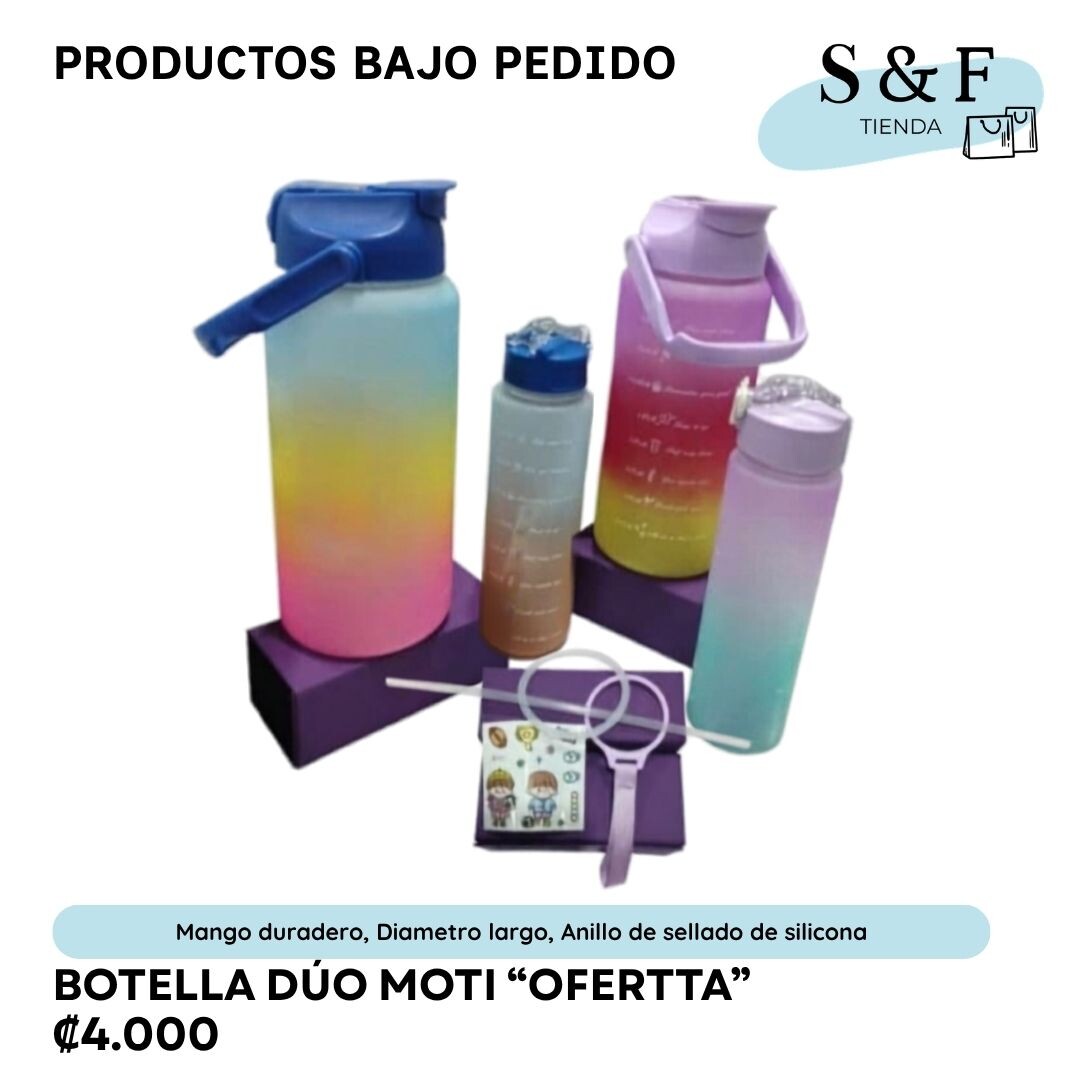 PRODUCTOS BAJO PEDIDO
S & F
TIENDA
Mango duradero, Diametro largo, Anillo de sellado de silicona
BOTELLA DÚO MOTI “OFERTTA”
₡4.000